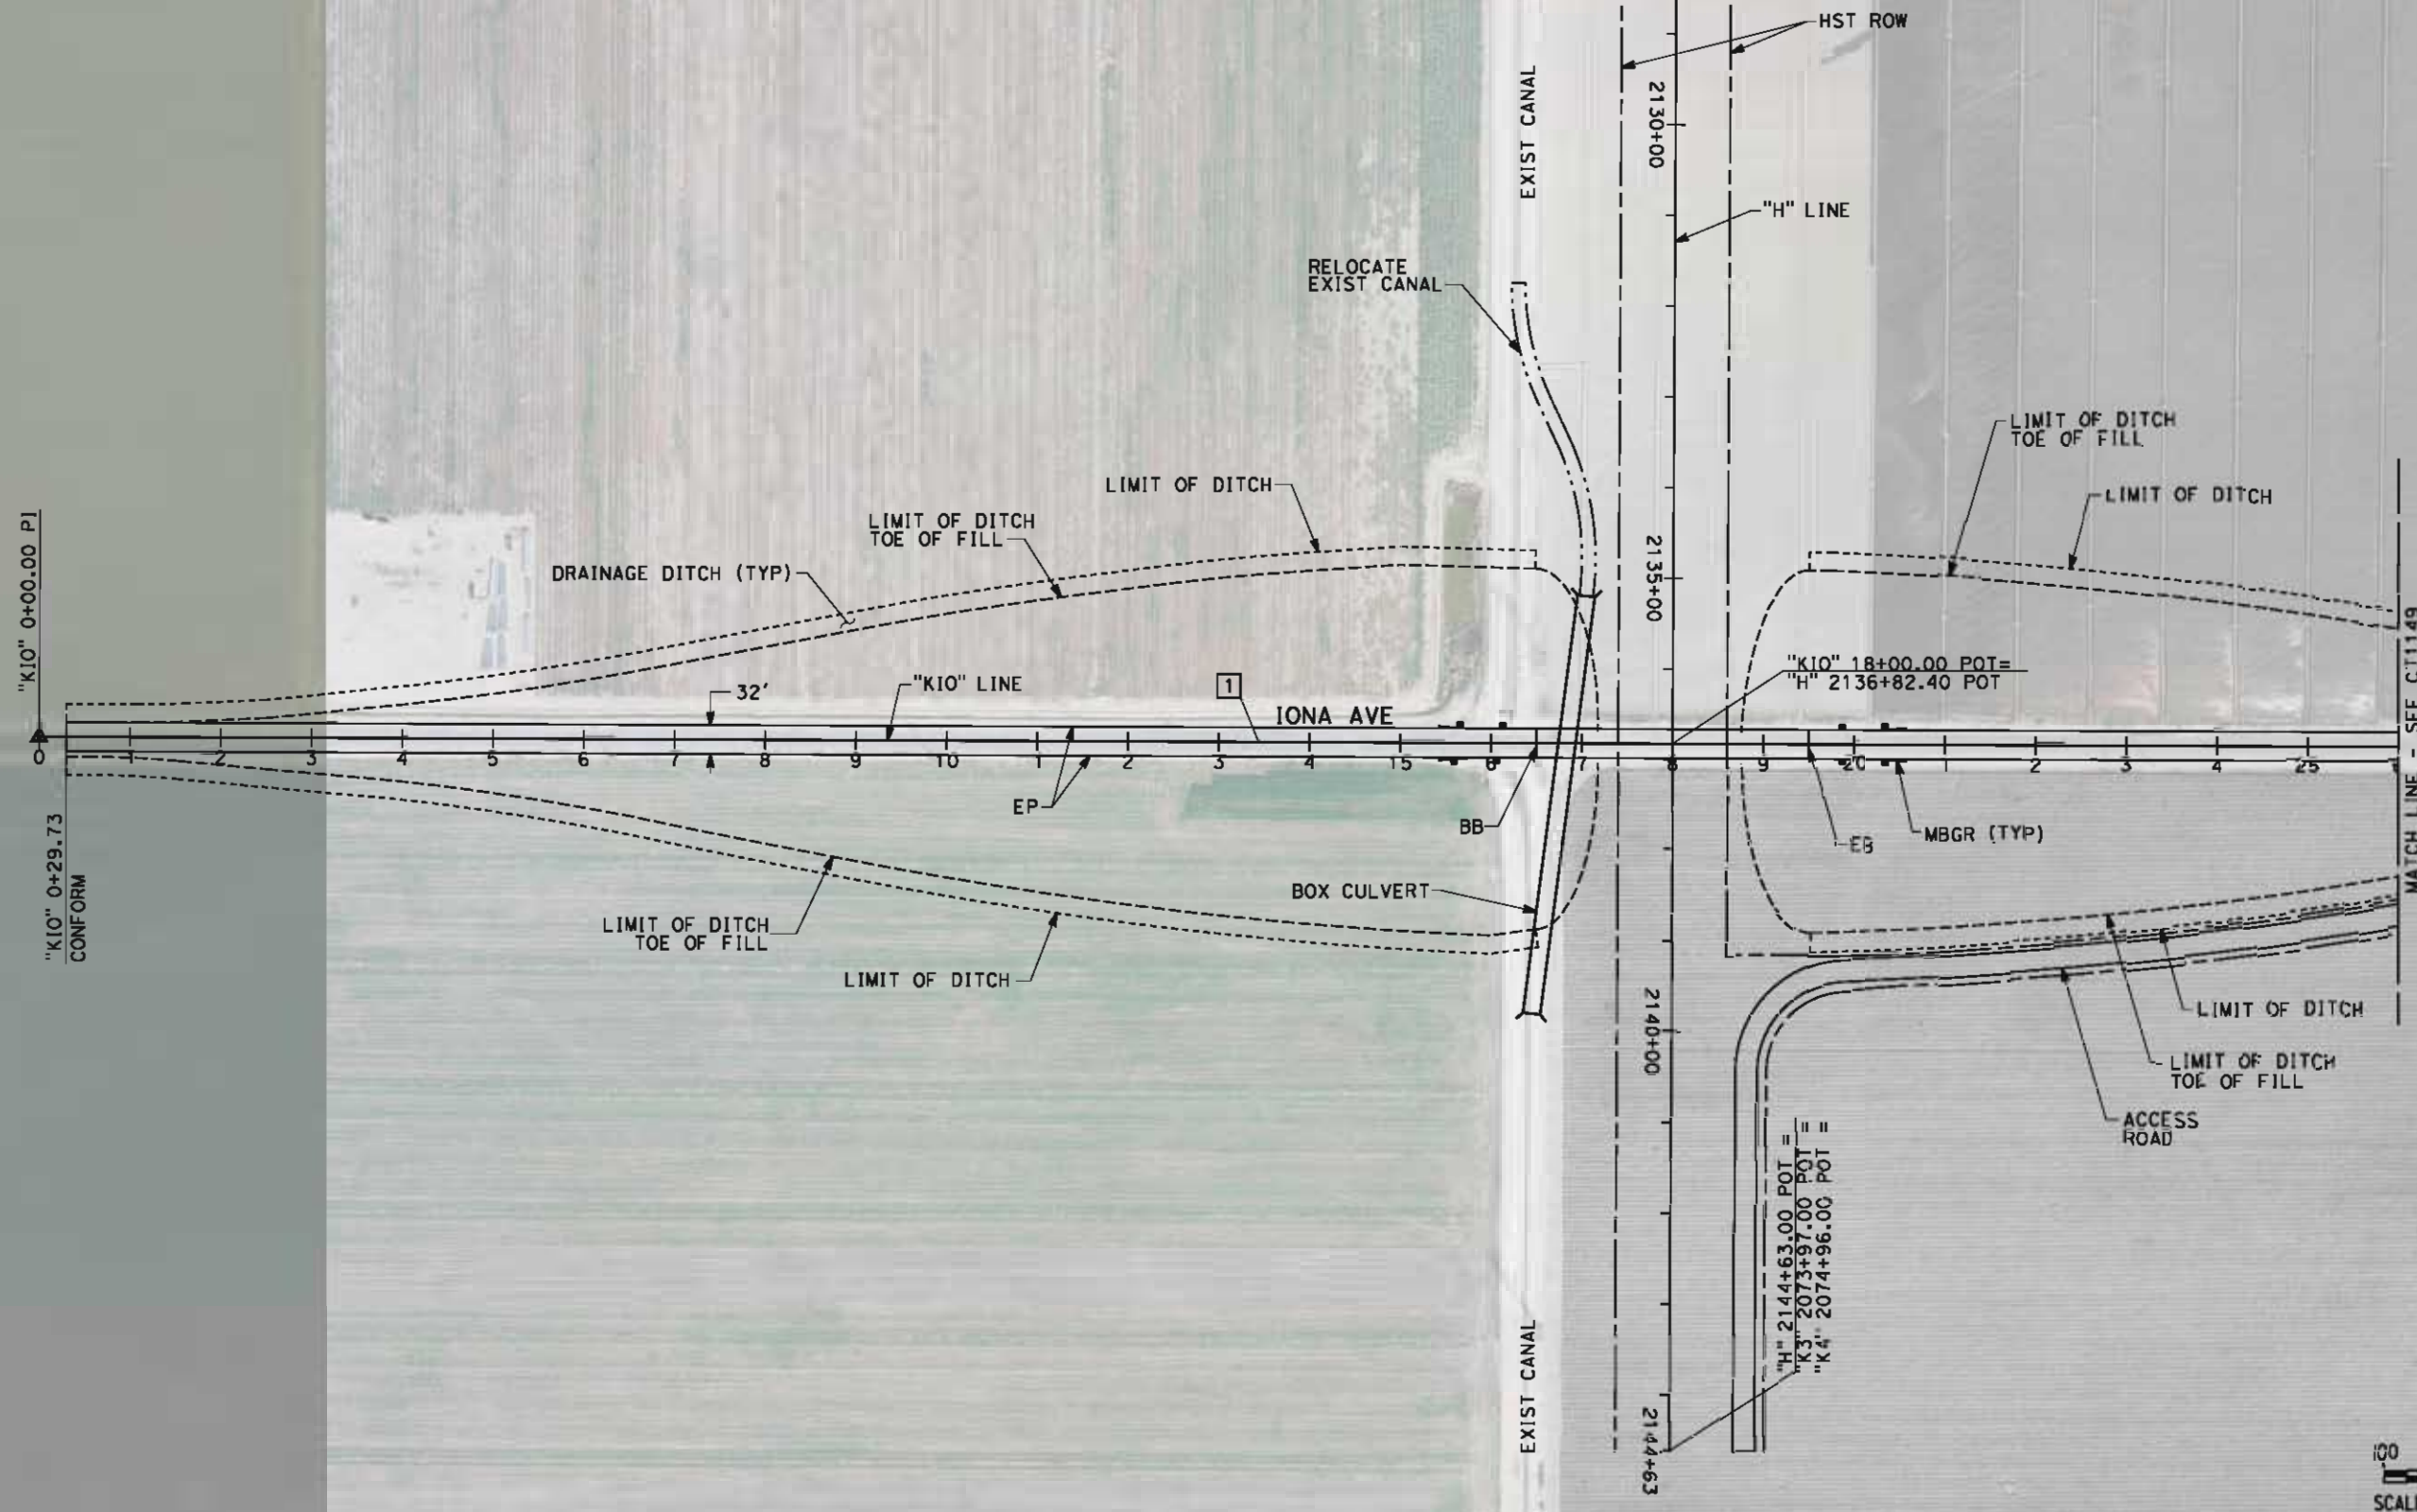 HST ROW
EXIST CANAL
2130+00
"H" LINE
RELOCATE
EXIST CANAL
LIMIT OF DITCH
TOE OF FILL
LIMIT OF DITCH
LIMIT OF DITCH
LIMIT OF DITCH
TOE OF FILL
DRAINAGE DITCH (TYP)
2135+00
"KIO" 0+00.00 PI
"KIO" 18+00.00 POT=
"H" 2136+82.40 POT
32'
"KIO" LINE
1
IONA AVE
0 1 2 3 4 5 6 7 8 9 10 1 2 3 4 15 6 7 8 9 20 1 2 3 4 25
MATCH LINE - SEE CT1149
EP
BB
EB
MBGR (TYP)
"KIO" 0+29.73
CONFORM
BOX CULVERT
LIMIT OF DITCH
TOE OF FILL
LIMIT OF DITCH
2140+00
LIMIT OF DITCH
LIMIT OF DITCH
TOE OF FILL
ACCESS
ROAD
"H" 2144+63.00 POT =
"K3" 2073+97.00 POT =
"K4" 2074+96.00 POT =
EXIST CANAL
2144+63
100